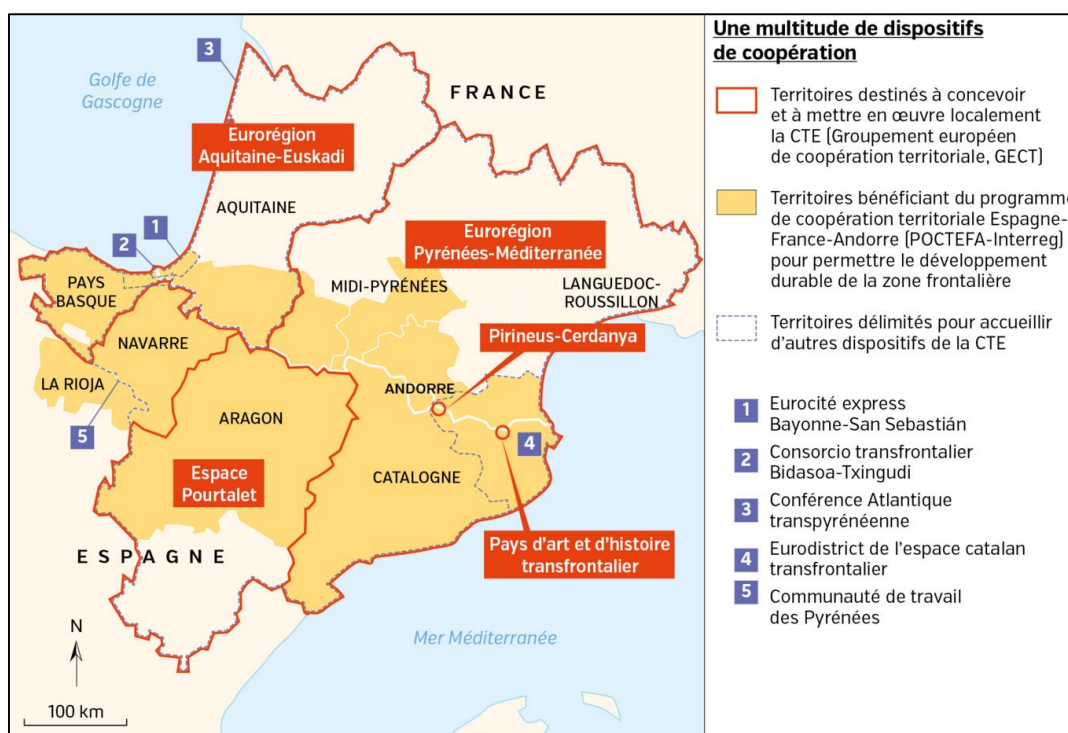 Golfe de
Gascogne
3
FRANCE
Eurorégion
Aquitaine-Euskadi
AQUITAINE
1
2
Eurorégion
Pyrénées-Méditerranée
PAYS
BASQUE
MIDI-PYRÉNÉES
LANGUEDOC-
ROUSSILLON
NAVARRE
Pirineus-Cerdanya
LA RIOJA
ANDORRE
ARAGON
5
4
Espace
Pourtalet
CATALOGNE
ESPAGNE
Pays d'art et d'histoire
transfrontalier
N
Mer Méditerranée
100 km
Une multitude de dispositifs
de coopération
Territoires destinés à concevoir
et à mettre en œuvre localement
la CTE (Groupement européen
de coopération territoriale, GECT)
Territoires bénéficiant du programme
de coopération territoriale Espagne-
France-Andorre (POCTEFA-Interreg)
pour permettre le développement
durable de la zone frontalière
Territoires délimités pour accueillir
d'autres dispositifs de la CTE
1 Eurocité express
Bayonne-San Sebastián
2 Consorcio transfrontalier
Bidasoa-Txingudi
3 Conférence Atlantique
transpyrénéenne
4 Eurodistrict de l'espace catalan
transfrontalier
5 Communauté de travail
des Pyrénées